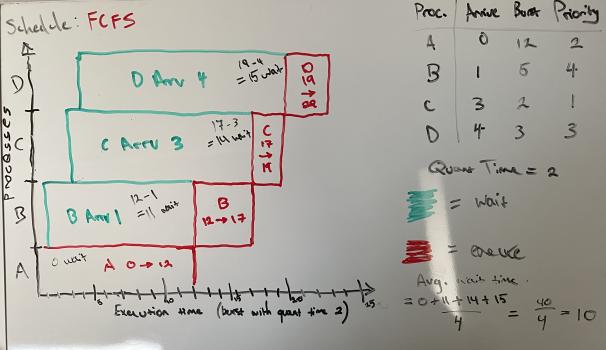 Schedule: FCFS
Processes
D
C
B
A
D Arrv 4
19-4
= 15 wait
D
19
→
22
C Arrv 3
17-3
= 14 wait
C
17
→
19
B Arrv 1
12-1
= 11 wait
B
12 → 17
0 wait
A 0 → 12
5 10 15 20 25
Execution time (burst with quant time 2)
Proc. Arrive Burst Priority
A 0 12 2
B 1 5 4
C 3 2 1
D 4 3 3
Quant Time = 2
= wait
= execute
Avg. wait time
= 0+11+14+15
4
= 40
4
= 10